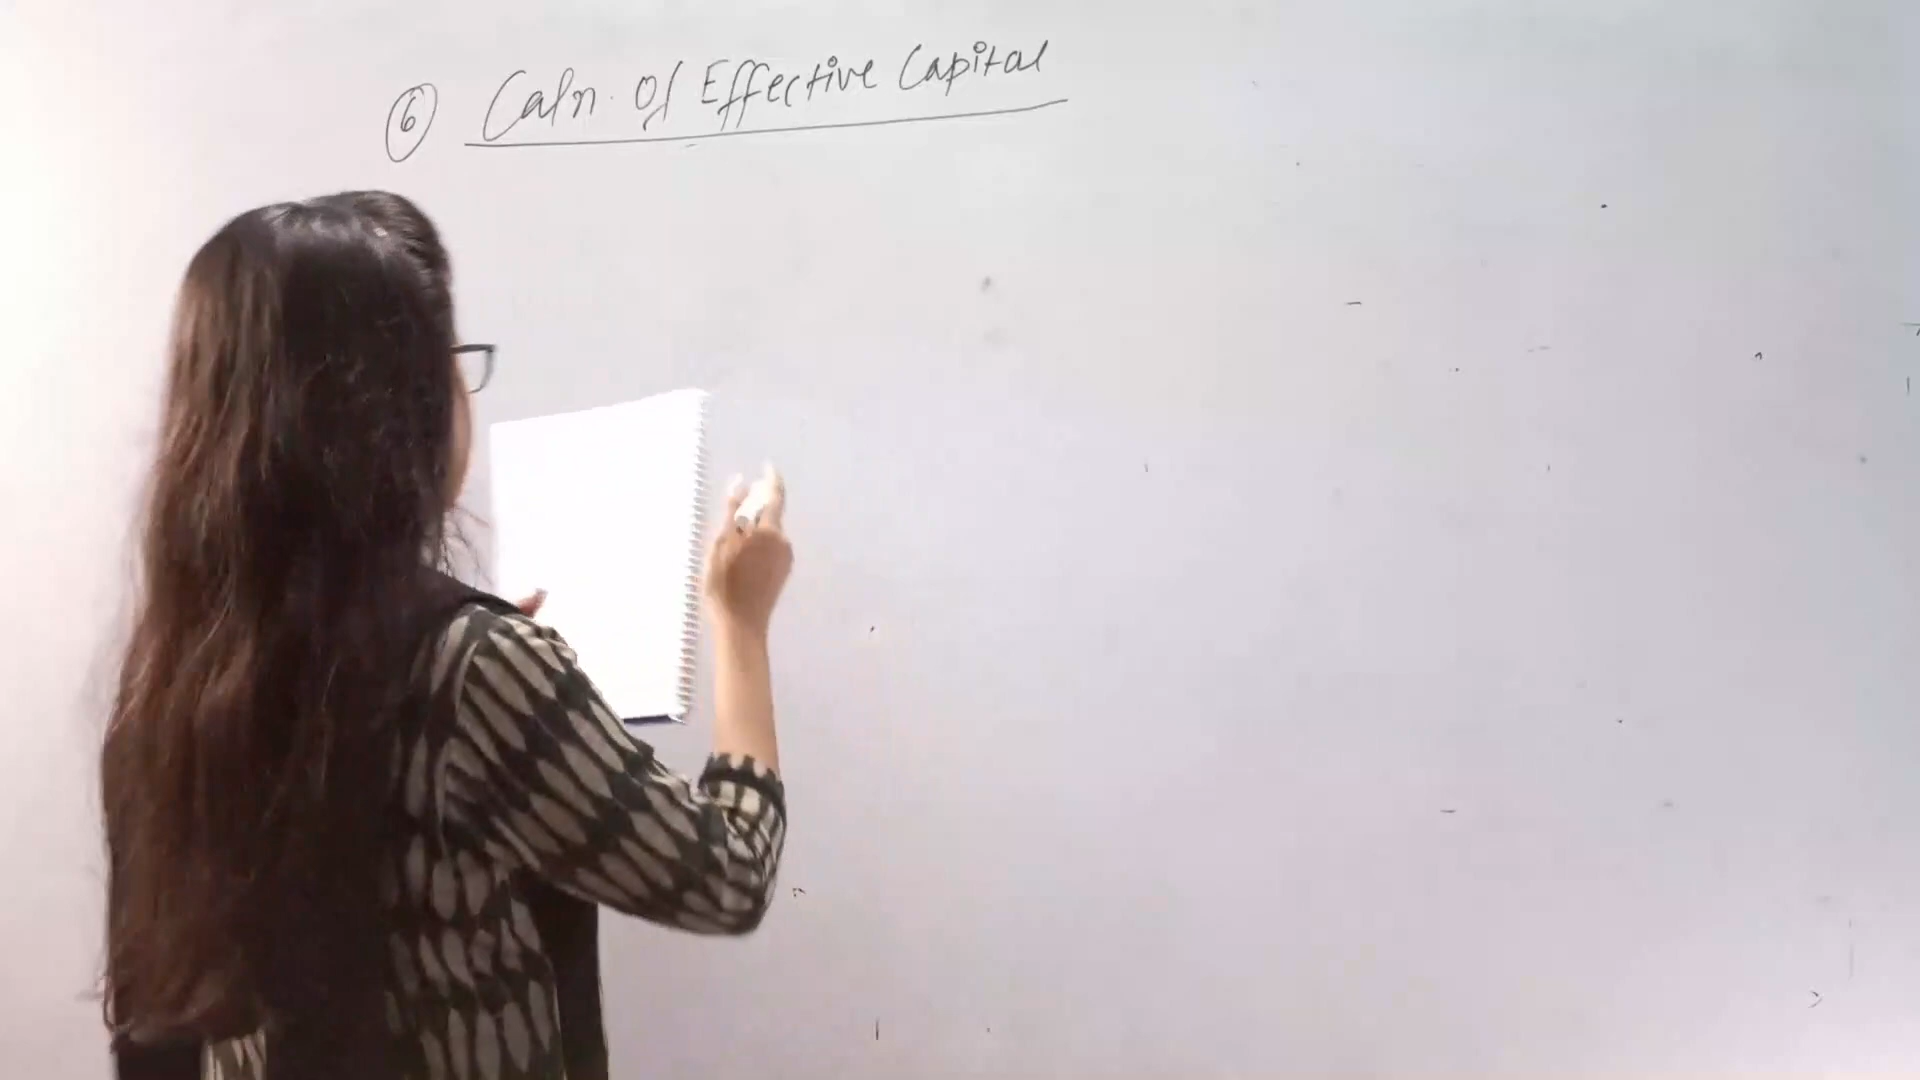 ⑥ Caln. Of Effective Capital